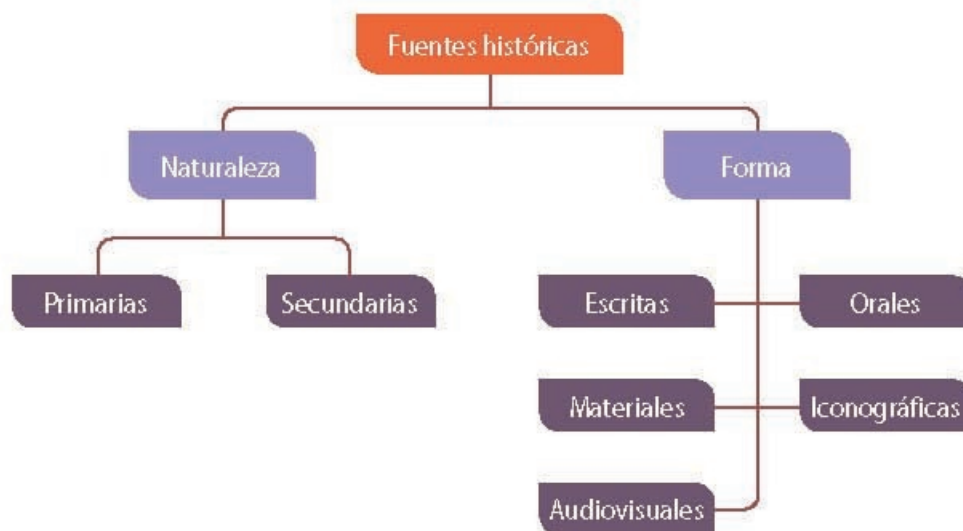 Fuentes históricas
Naturaleza
Forma
Primarias
Secundarias
Escritas
Orales
Materiales
Iconográficas
Audiovisuales